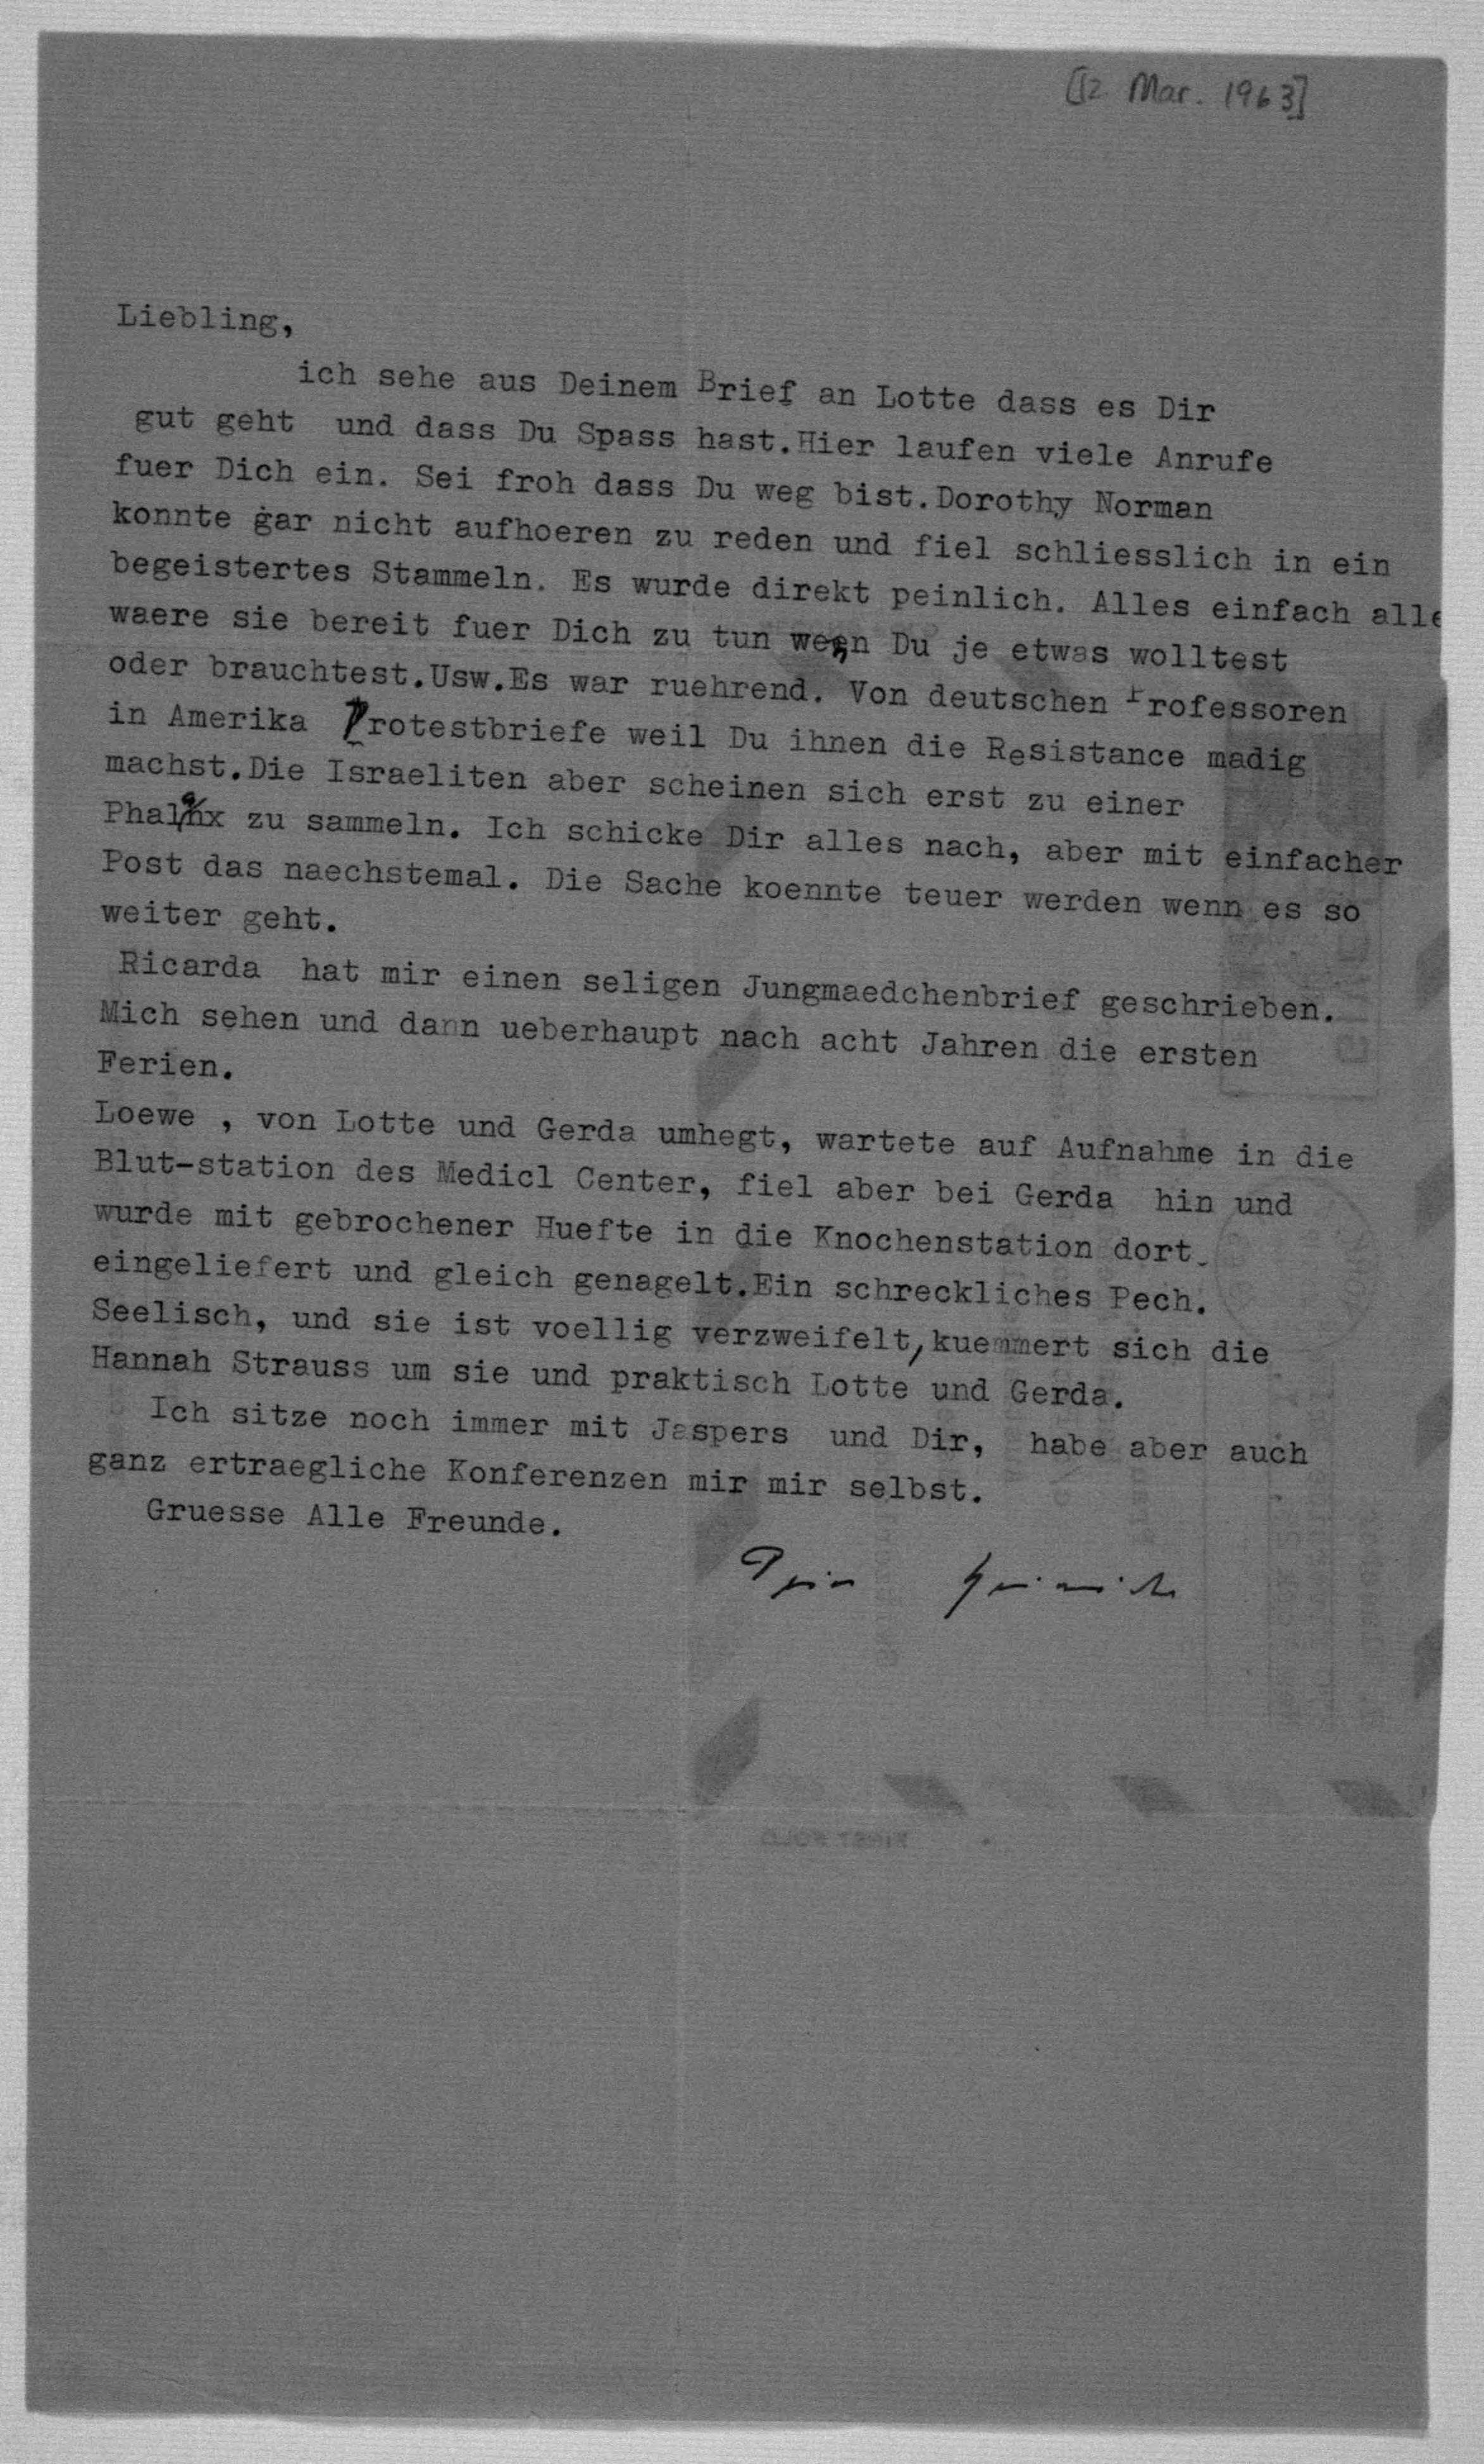 [12 Mar. 1963]
Liebling,
ich sehe aus Deinem Brief an Lotte dass es Dir
gut geht und dass Du Spass hast.Hier laufen viele Anrufe
fuer Dich ein. Sei froh dass Du weg bist.Dorothy Norman
konnte gar nicht aufhoeren zu reden und fiel schliesslich in ein
begeistertes Stammeln. Es wurde direkt peinlich. Alles einfach alle
waere sie bereit fuer Dich zu tun wenn Du je etwas wolltest
oder brauchtest.Usw.Es war ruehrend. Von deutschen Professoren
in Amerika Protestbriefe weil Du ihnen die Resistance madig
machst.Die Israeliten aber scheinen sich erst zu einer
Phalanx zu sammeln. Ich schicke Dir alles nach, aber mit einfacher
Post das naechstemal. Die Sache koennte teuer werden wenn es so
weiter geht.
Ricarda hat mir einen seligen Jungmaedchenbrief geschrieben.
Mich sehen und dann ueberhaupt nach acht Jahren die ersten
Ferien.
Loewe , von Lotte und Gerda umhegt, wartete auf Aufnahme in die
Blut-station des Medicl Center, fiel aber bei Gerda hin und
wurde mit gebrochener Huefte in die Knochenstation dort
eingeliefert und gleich genagelt.Ein schreckliches Pech.
Seelisch, und sie ist voellig verzweifelt, kuemmert sich die
Hannah Strauss um sie und praktisch Lotte und Gerda.
Ich sitze noch immer mit Jaspers und Dir, habe aber auch
ganz ertraegliche Konferenzen mir mir selbst.
Gruesse Alle Freunde.
Dein Heinrich
FIRST FOLD